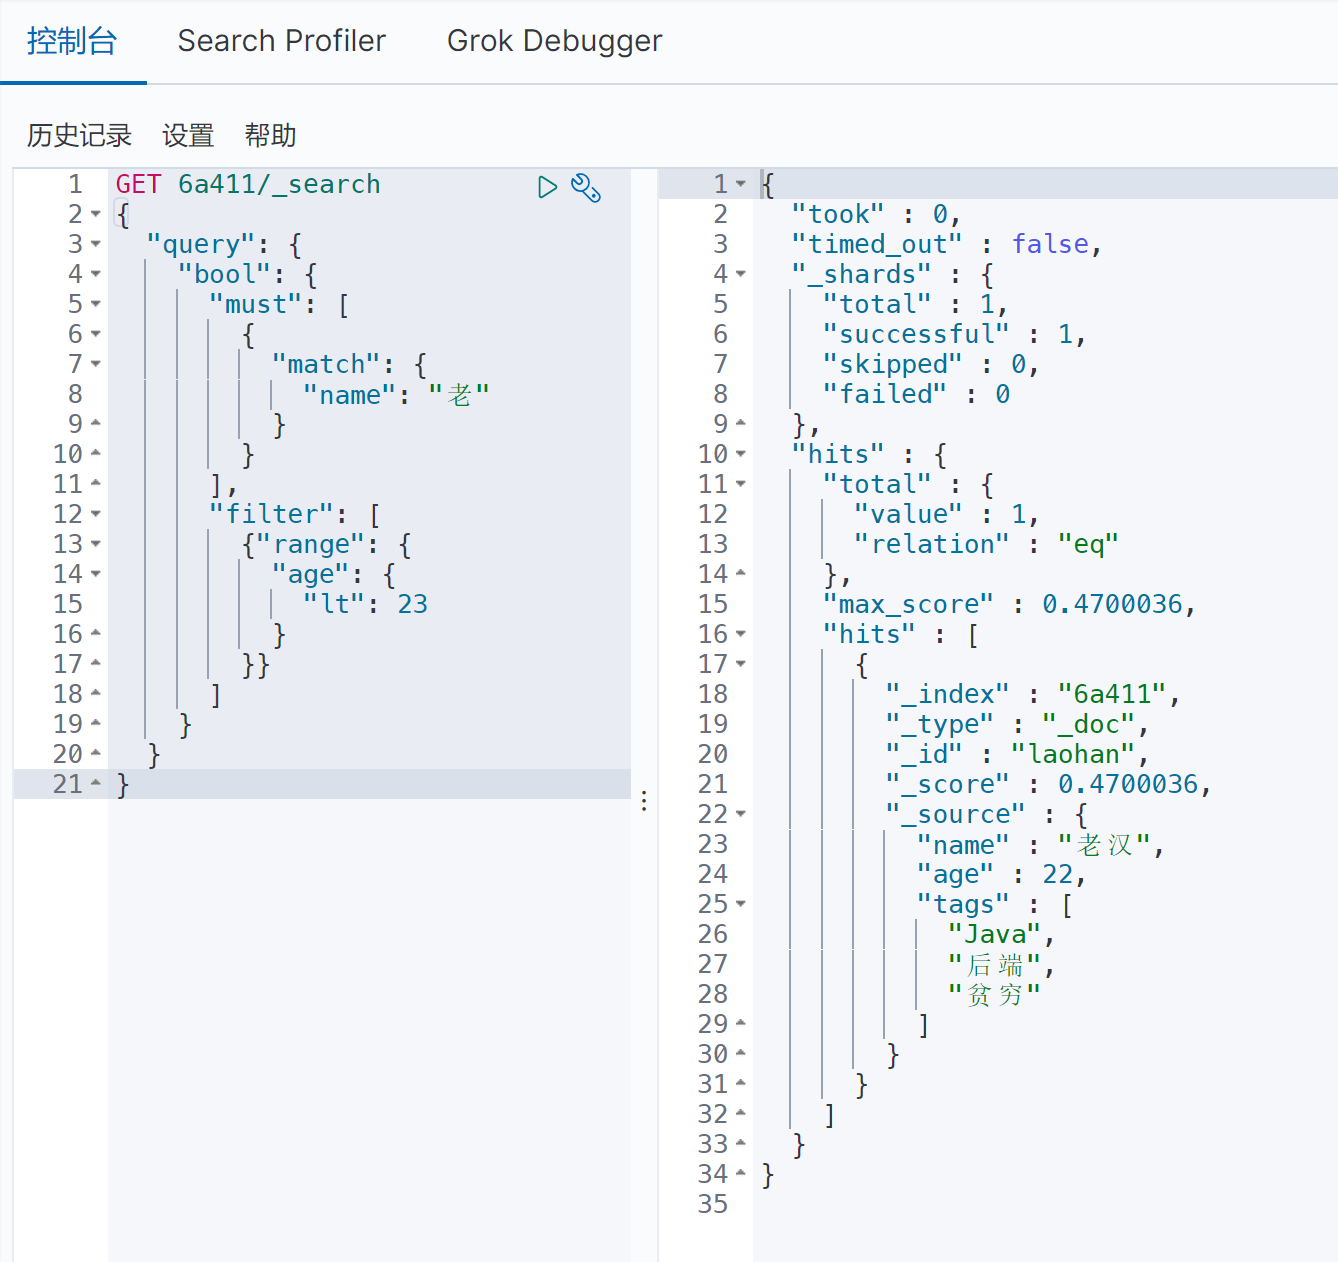 控制台 Search Profiler Grok Debugger
历史记录 设置 帮助
1 GET 6a411/_search
2 {
3 "query": {
4 "bool": {
5 "must": [
6 {
7 "match": {
8 "name": "老"
9 }
10 }
11 ],
12 "filter": [
13 {"range": {
14 "age": {
15 "lt": 23
16 }
17 }}
18 ]
19 }
20 }
21 }
1 {
2 "took" : 0,
3 "timed_out" : false,
4 "_shards" : {
5 "total" : 1,
6 "successful" : 1,
7 "skipped" : 0,
8 "failed" : 0
9 },
10 "hits" : {
11 "total" : {
12 "value" : 1,
13 "relation" : "eq"
14 },
15 "max_score" : 0.4700036,
16 "hits" : [
17 {
18 "_index" : "6a411",
19 "_type" : "_doc",
20 "_id" : "laohan",
21 "_score" : 0.4700036,
22 "_source" : {
23 "name" : "老汉",
24 "age" : 22,
25 "tags" : [
26 "Java",
27 "后端",
28 "贫穷"
29 ]
30 }
31 }
32 ]
33 }
34 }
35